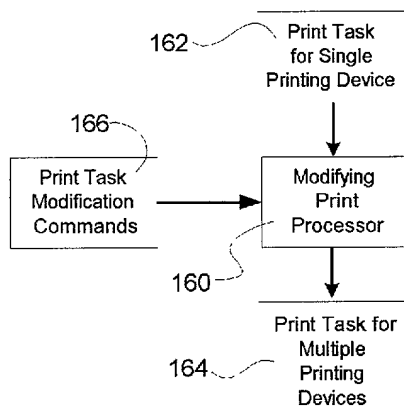 162
Print Task
for Single
Printing Device
166
Print Task
Modification
Commands
Modifying
Print
Processor
160
Print Task for
Multiple
Printing
Devices
164